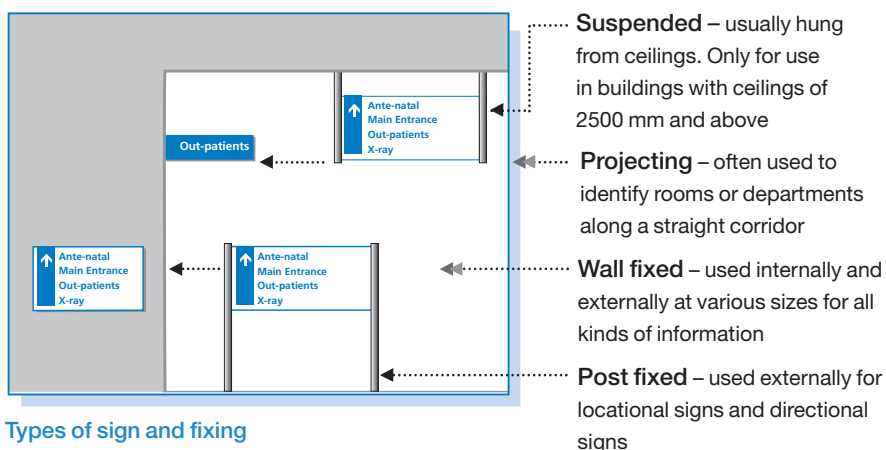 Suspended – usually hung
from ceilings. Only for use
in buildings with ceilings of
2500 mm and above
Ante-natal
Main Entrance
Out-patients
X-ray
Out-patients
Projecting – often used to
identify rooms or departments
along a straight corridor
Ante-natal
Main Entrance
Out-patients
X-ray
Ante-natal
Main Entrance
Out-patients
X-ray
Wall fixed – used internally and
externally at various sizes for all
kinds of information
Post fixed – used externally for
locational signs and directional
signs
Types of sign and fixing